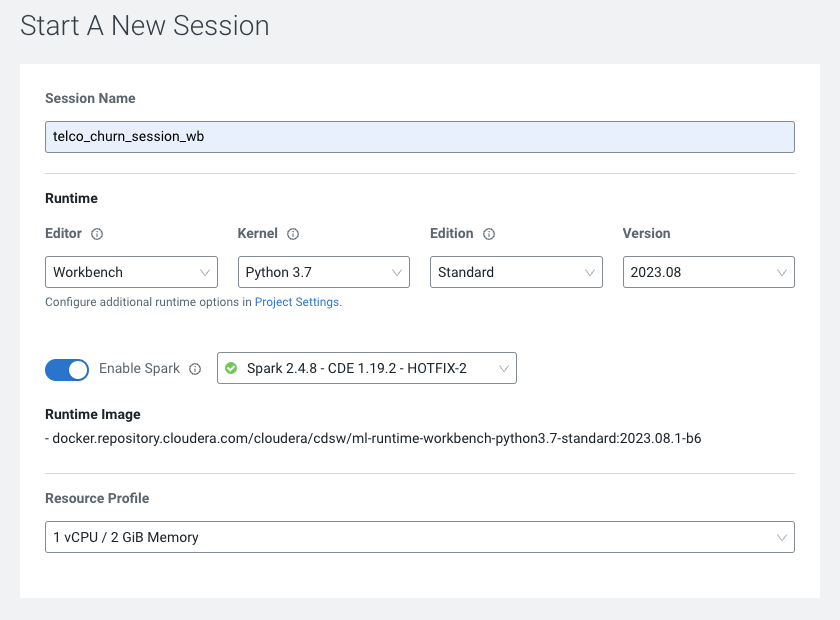 Start A New Session
Session Name
telco_churn_session_wb
Runtime
Editor Kernel Edition Version
Workbench Python 3.7 Standard 2023.08
Configure additional runtime options in Project Settings.
Enable Spark Spark 2.4.8 - CDE 1.19.2 - HOTFIX-2
Runtime Image
- docker.repository.cloudera.com/cloudera/cdsw/ml-runtime-workbench-python3.7-standard:2023.08.1-b6
Resource Profile
1 vCPU / 2 GiB Memory